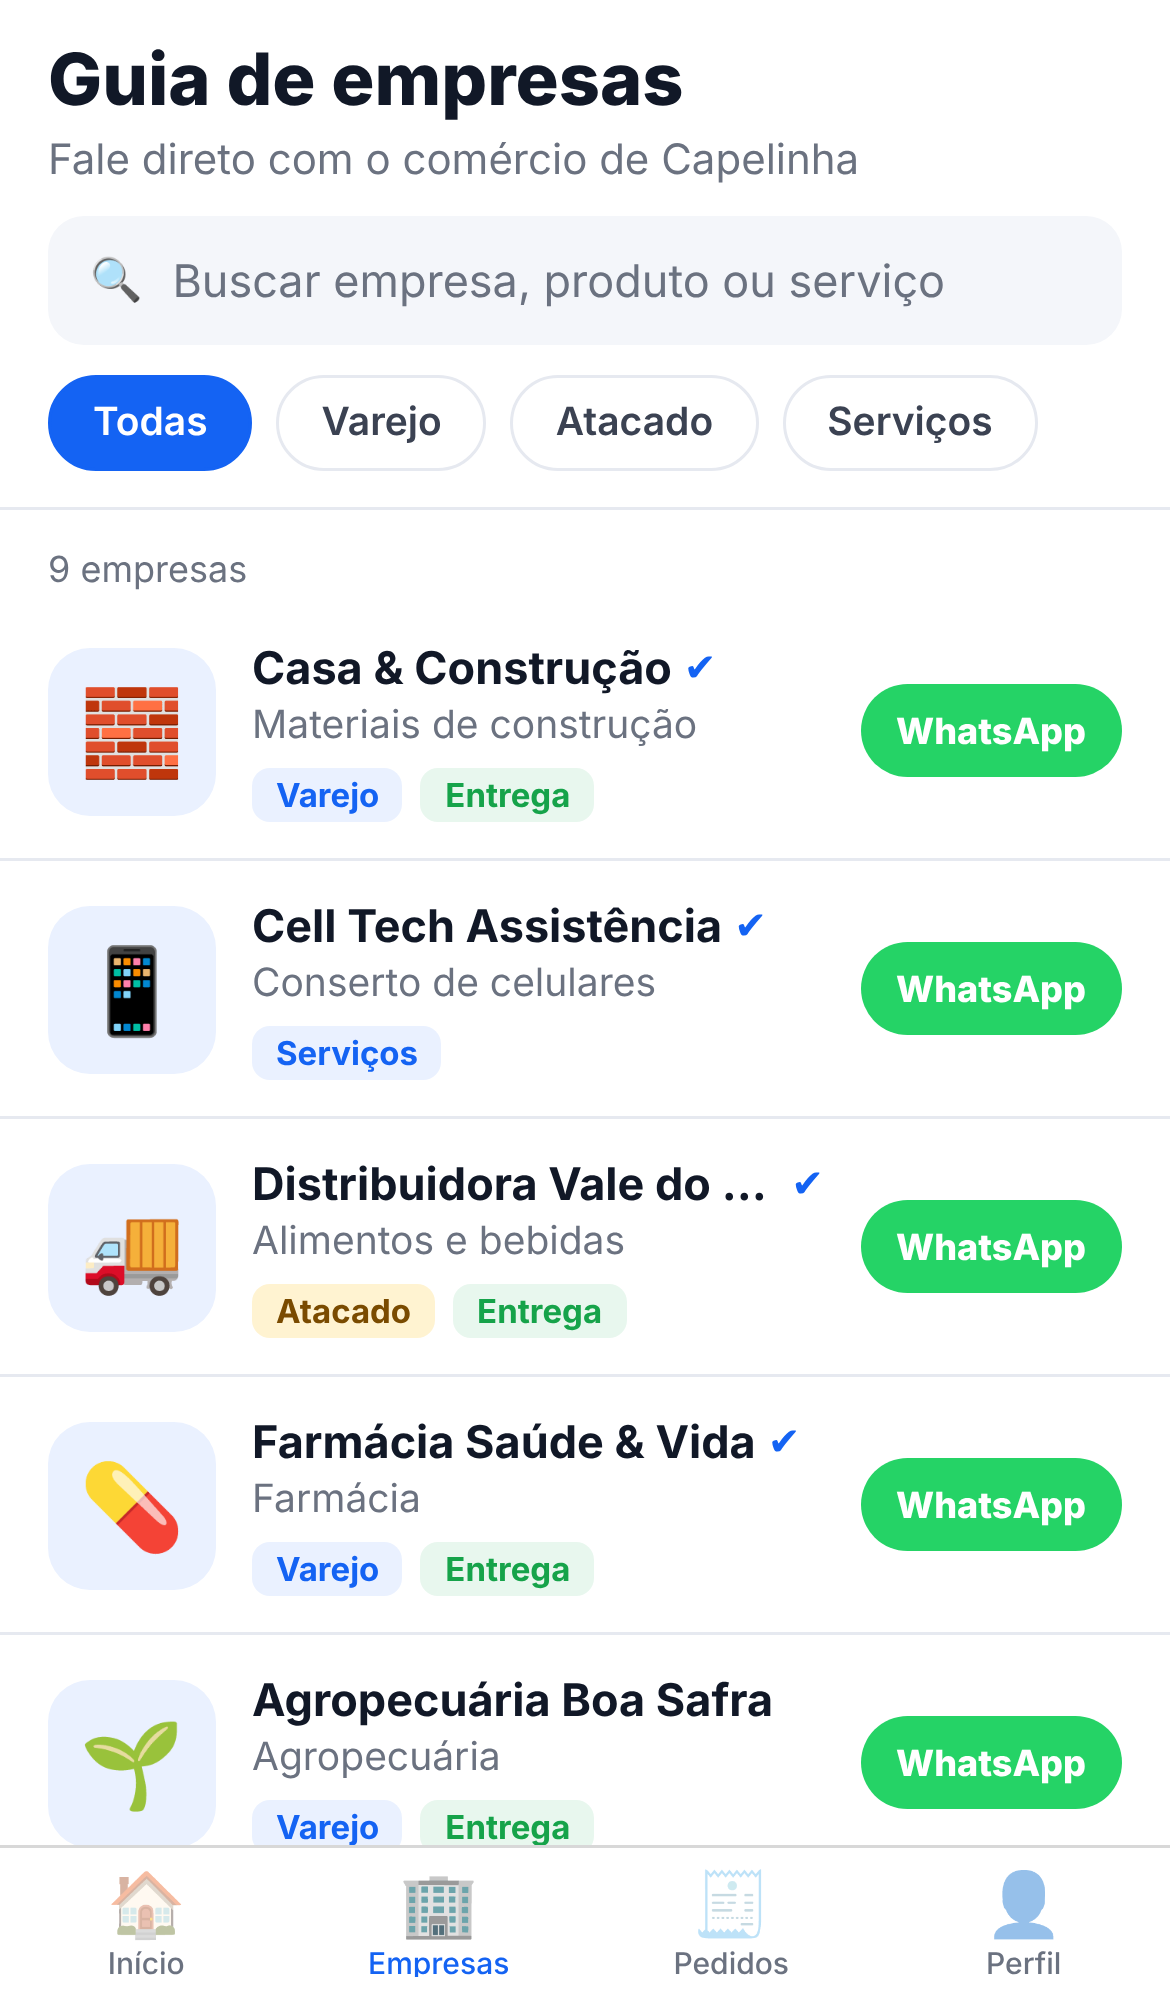 Guia de empresas
Fale direto com o comércio de Capelinha
Buscar empresa, produto ou serviço
Todas Varejo Atacado Serviços
9 empresas
Casa & Construção ✔
Materiais de construção
Varejo Entrega
WhatsApp
Cell Tech Assistência ✔
Conserto de celulares
Serviços
WhatsApp
Distribuidora Vale do ... ✔
Alimentos e bebidas
Atacado Entrega
WhatsApp
Farmácia Saúde & Vida ✔
Farmácia
Varejo Entrega
WhatsApp
Agropecuária Boa Safra
Agropecuária
Varejo Entrega
WhatsApp
Início Empresas Pedidos Perfil